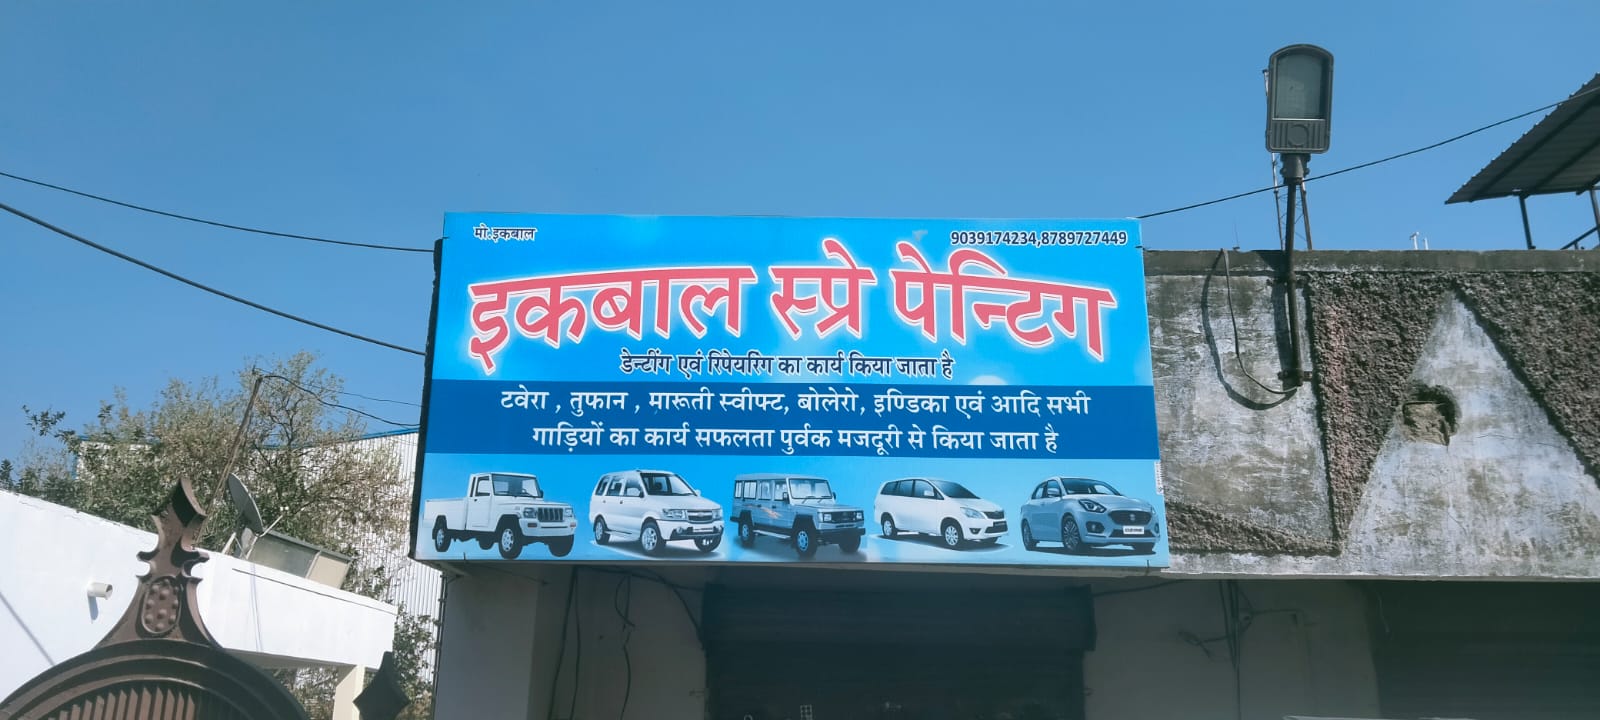 मो.इकबाल
9039174234,8789727449
इकबाल स्प्रे पेन्टिग
डेन्टींग एवं रिपेयरिंग का कार्य किया जाता है
टवेरा , तुफान , मारूती स्वीफ्ट, बोलेरो, इण्डिका एवं आदि सभी
गाड़ियों का कार्य सफलता पुर्वक मजदूरी से किया जाता है